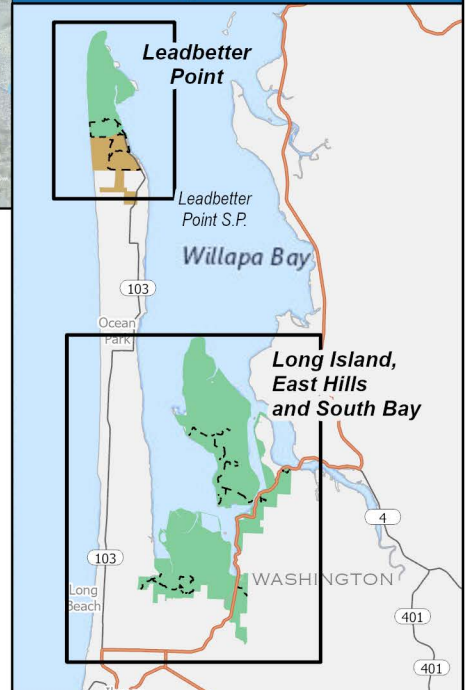 Leadbetter
Point
Leadbetter
Point S.P.
Willapa Bay
103
Ocean
Park
Long Island,
East Hills
and South Bay
4
103
WASHINGTON
Long
Beach
401
401